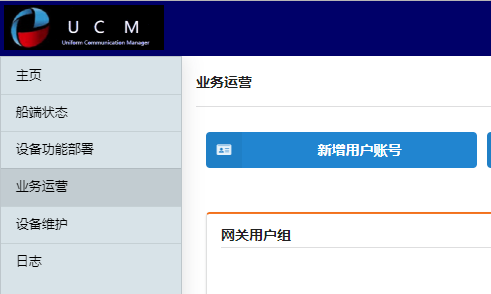 UCM
Uniform Communication Manager
主页
船端状态
设备功能部署
业务运营
设备维护
日志
业务运营
新增用户账号
网关用户组